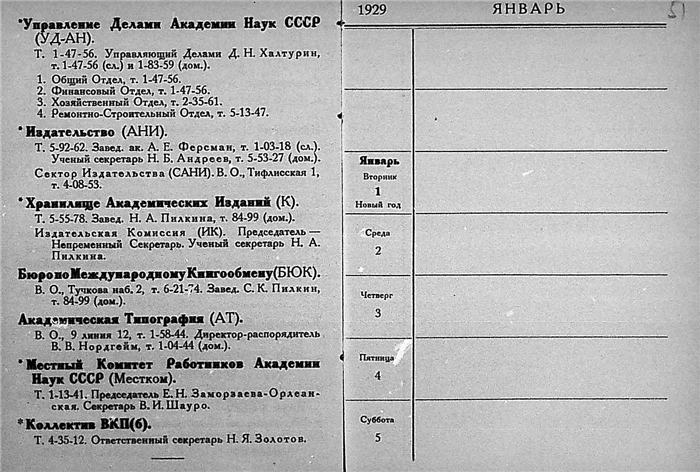 *Управление Делами Академии Наук СССР
(УД-АН).
Т. 1-47-56. Управляющий Делами Д. Н. Халтурин,
т. 1-47-56 (сл.) и 1-83-59 (дом.).
1. Общий Отдел, т. 1-47-56.
2. Финансовый Отдел, т. 1-47-56.
3. Хозяйственный Отдел, т. 2-35-61.
4. Ремонтно-Строительный Отдел, т. 5-13-47.
*Издательство (АНИ).
Т. 5-92-62. Завед. ак. А. Е. Ферсман, т. 1-03-18 (сл.).
Ученый секретарь Н. Б. Андреев, т. 5-53-27 (дом.).
Сектор Издательства (САНИ). В. О., Тифлисская 1,
т. 4-08-53.
*Хранилище Академических Изданий (К).
Т. 5-55-78. Завед. Н. А. Пилкина, т. 84-99 (дом.).
Издательская Комиссия (ИК). Председатель —
Непременный Секретарь. Ученый секретарь Н. А.
Пилкина.
Бюро по Международному Книгообмену (БЮК).
В. О., Тучкова наб. 2, т. 6-21-74. Завед. С. К. Пилкин,
т. 84-99 (дом.).
Академическая Типография (АТ).
В. О., 9 линия 12, т. 1-58-44. Директор-распорядитель
В. В. Нордгейм, т. 1-04-44 (дом.).
*Местный Комитет Работников Академии
Наук СССР (Местком).
Т. 1-13-41. Председатель Е. Н. Заморзаева-Орлеан-
ская. Секретарь В. И. Шауро.
*Коллектив ВКП(б).
Т. 4-35-12. Ответственный секретарь Н. Я. Золотов.
1929 ЯНВАРЬ
Январь
Вторник
1
Новый год
Среда
2
Четверг
3
Пятница
4
Суббота
5